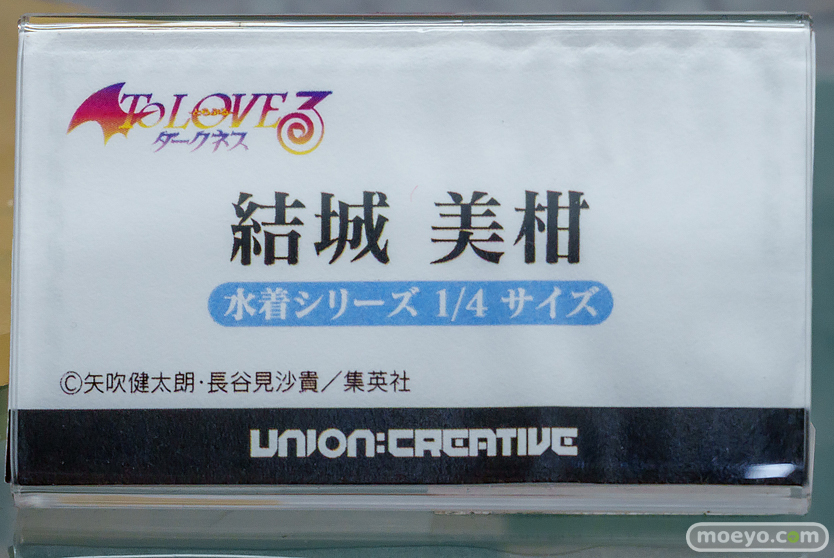 To LOVEる
とらぶる
ダークネス
結城 美柑
水着シリーズ 1/4 サイズ
©矢吹健太朗・長谷見沙貴／集英社
UNION:CREATIVE
moeyo.com